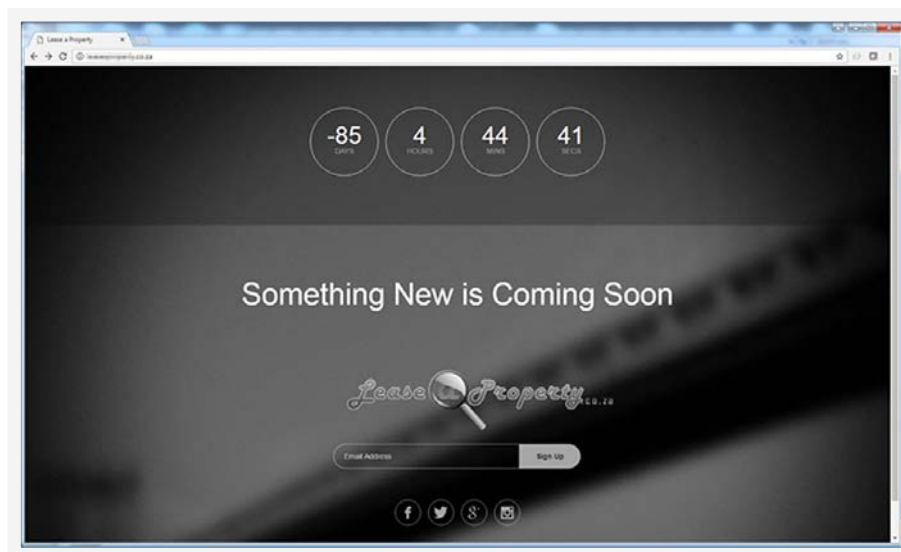 Lease a Property
-85 4 44 41
DAYS HOURS MINS SECS
Something New is Coming Soon
Lease a Property.co.za
Email Address Sign Up